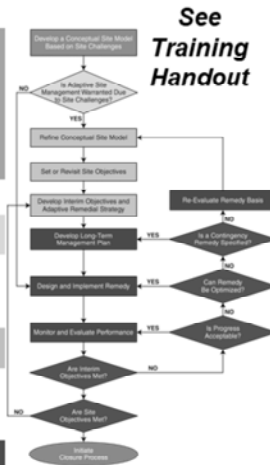 See
Training
Handout
Develop a Conceptual Site Model
Based on Site Challenges
Is Adaptive Site
Management Warranted Due
to Site Challenges?
NO
YES
Refine Conceptual Site Model
Set or Revisit Site Objectives
Develop Interim Objectives and
Adaptive Remedial Strategy
Develop Long-Term
Management Plan
Design and Implement Remedy
Monitor and Evaluate Performance
Are Interim
Objectives Met?
NO
YES
Are Site
Objectives Met?
NO
YES
Initiate
Closure Process
Re-Evaluate Remedy Basis
NO
Is a Contingency
Remedy Specified?
YES
NO
Can Remedy
Be Optimized?
YES
NO
Is Progress
Acceptable?
YES